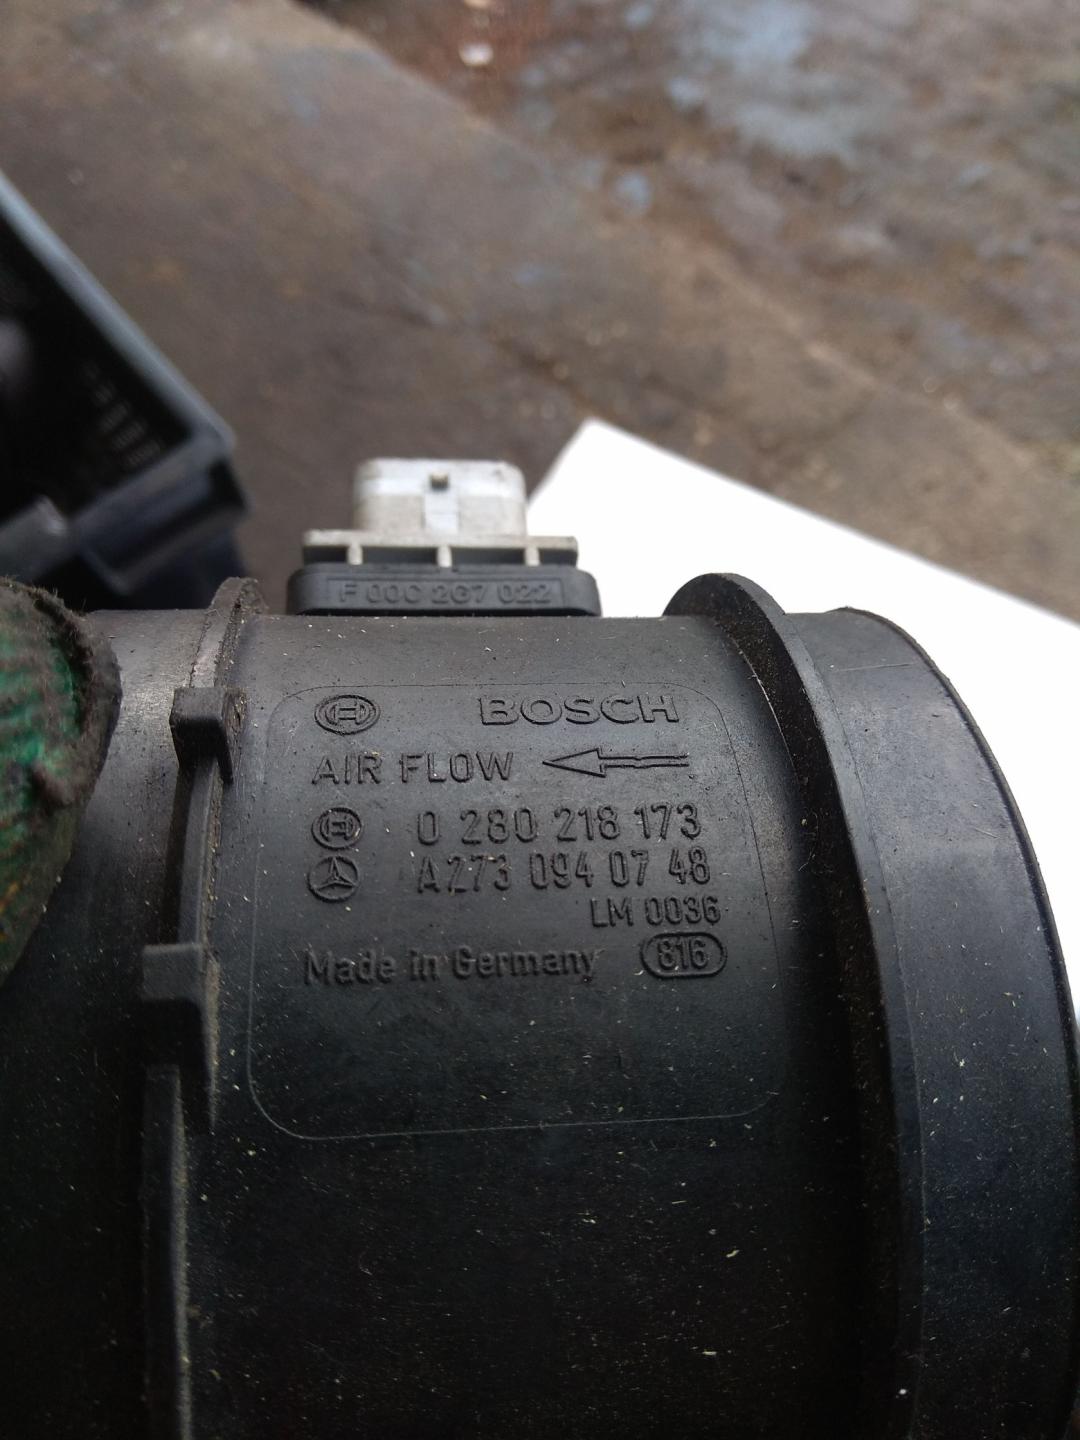 F 00C 2G7 022
BOSCH
AIR FLOW
0 280 218 173
A273 094 07 48
LM 0036
Made in Germany 816